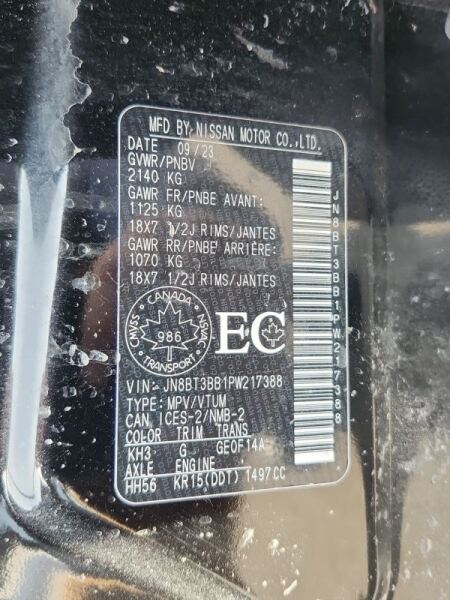 MFD BY NISSAN MOTOR CO.,LTD.
DATE 09/23
GVWR/PNBV
2140 KG
GAWR FR/PNBE AVANT:
1125 KG
18X7 1/2J RIMS/JANTES
GAWR RR/PNBE ARRIÈRE:
1070 KG
18X7 1/2J RIMS/JANTES
CANADA
CMVSS 986 NSVAC
TRANSPORT
EC
VIN: JN8BT3BB1PW217388
TYPE: MPV/VTUM
CAN ICES-2/NMB-2
COLOR TRIM TRANS
KH3 G GE0F14A
AXLE ENGINE
HH56 KR15(DDT) 1497CC
JN8BT3BB1PW217388